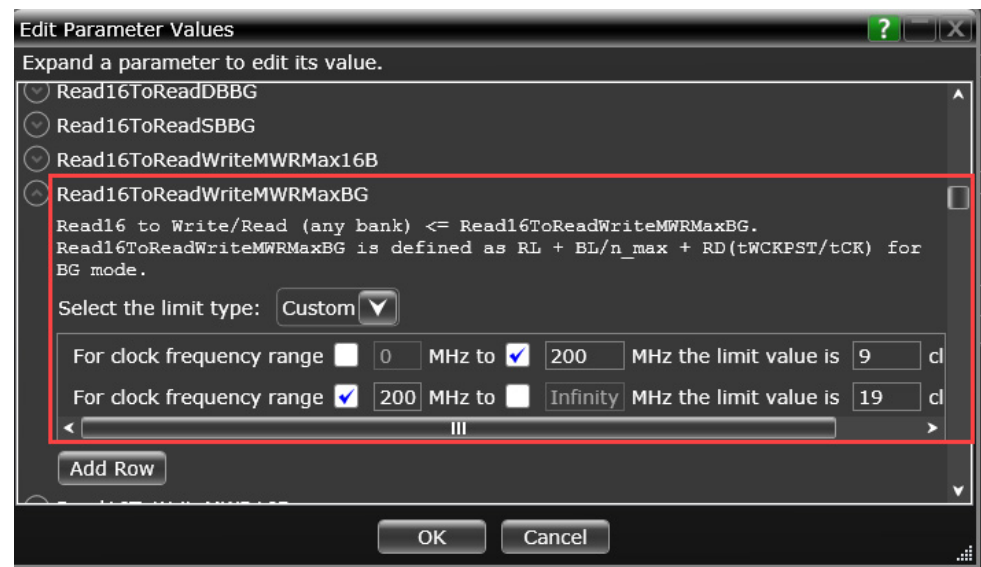 Edit Parameter Values ?
Expand a parameter to edit its value.
Read16ToReadDBBG
Read16ToReadSBBG
Read16ToReadWriteMWRMax16B
Read16ToReadWriteMWRMaxBG
Read16 to Write/Read (any bank) <= Read16ToReadWriteMWRMaxBG.
Read16ToReadWriteMWRMaxBG is defined as RL + BL/n_max + RD(tWCKPST/tCK) for
BG mode.
Select the limit type: Custom
For clock frequency range 0 MHz to 200 MHz the limit value is 9 cl
For clock frequency range 200 MHz to Infinity MHz the limit value is 19 cl
Add Row
OK Cancel